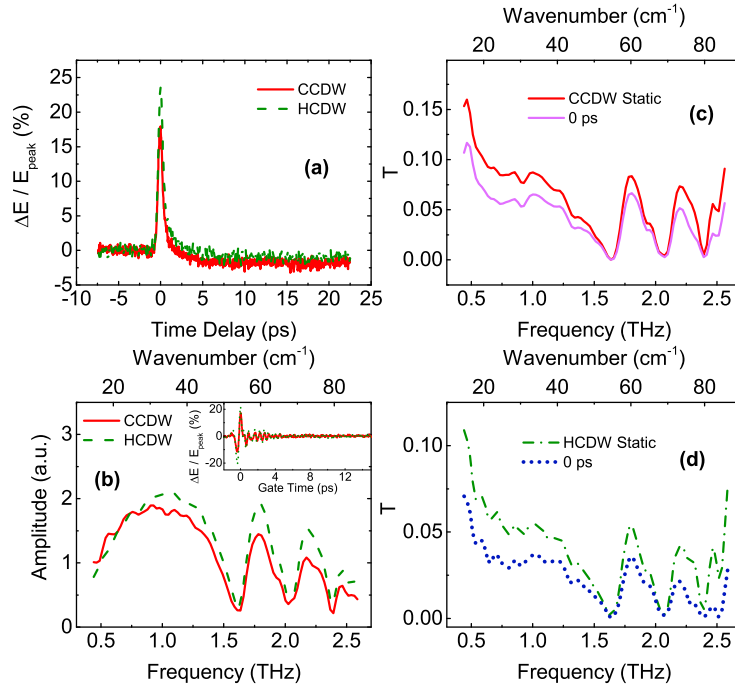 25
20
15
10
5
0
-5
ΔE / E_peak (%)
CCDW
HCDW
(a)
-10 -5 0 5 10 15 20 25
Time Delay (ps)
Wavenumber (cm⁻¹)
20 40 60 80
0.15
0.10
0.05
0.00
T
CCDW Static
0 ps
(c)
0.5 1.0 1.5 2.0 2.5
Frequency (THz)
Wavenumber (cm⁻¹)
20 40 60 80
3
2
1
0
Amplitude (a.u.)
CCDW
HCDW
(b)
20
0
-20
ΔE / E_peak (%)
0 4 8 12
Gate Time (ps)
0.5 1.0 1.5 2.0 2.5
Frequency (THz)
Wavenumber (cm⁻¹)
20 40 60 80
0.10
0.05
0.00
T
HCDW Static
0 ps
(d)
0.5 1.0 1.5 2.0 2.5
Frequency (THz)